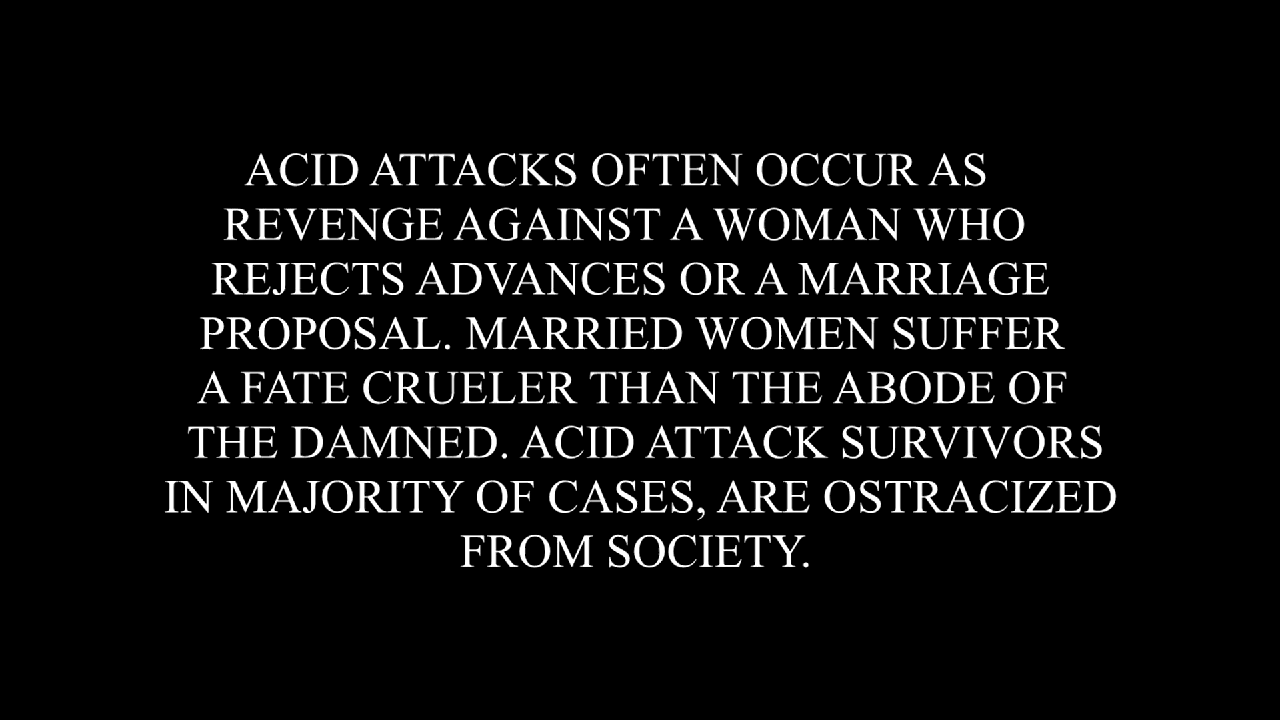 ACID ATTACKS OFTEN OCCUR AS
REVENGE AGAINST A WOMAN WHO
REJECTS ADVANCES OR A MARRIAGE
PROPOSAL. MARRIED WOMEN SUFFER
A FATE CRUELER THAN THE ABODE OF
THE DAMNED. ACID ATTACK SURVIVORS
IN MAJORITY OF CASES, ARE OSTRACIZED
FROM SOCIETY.